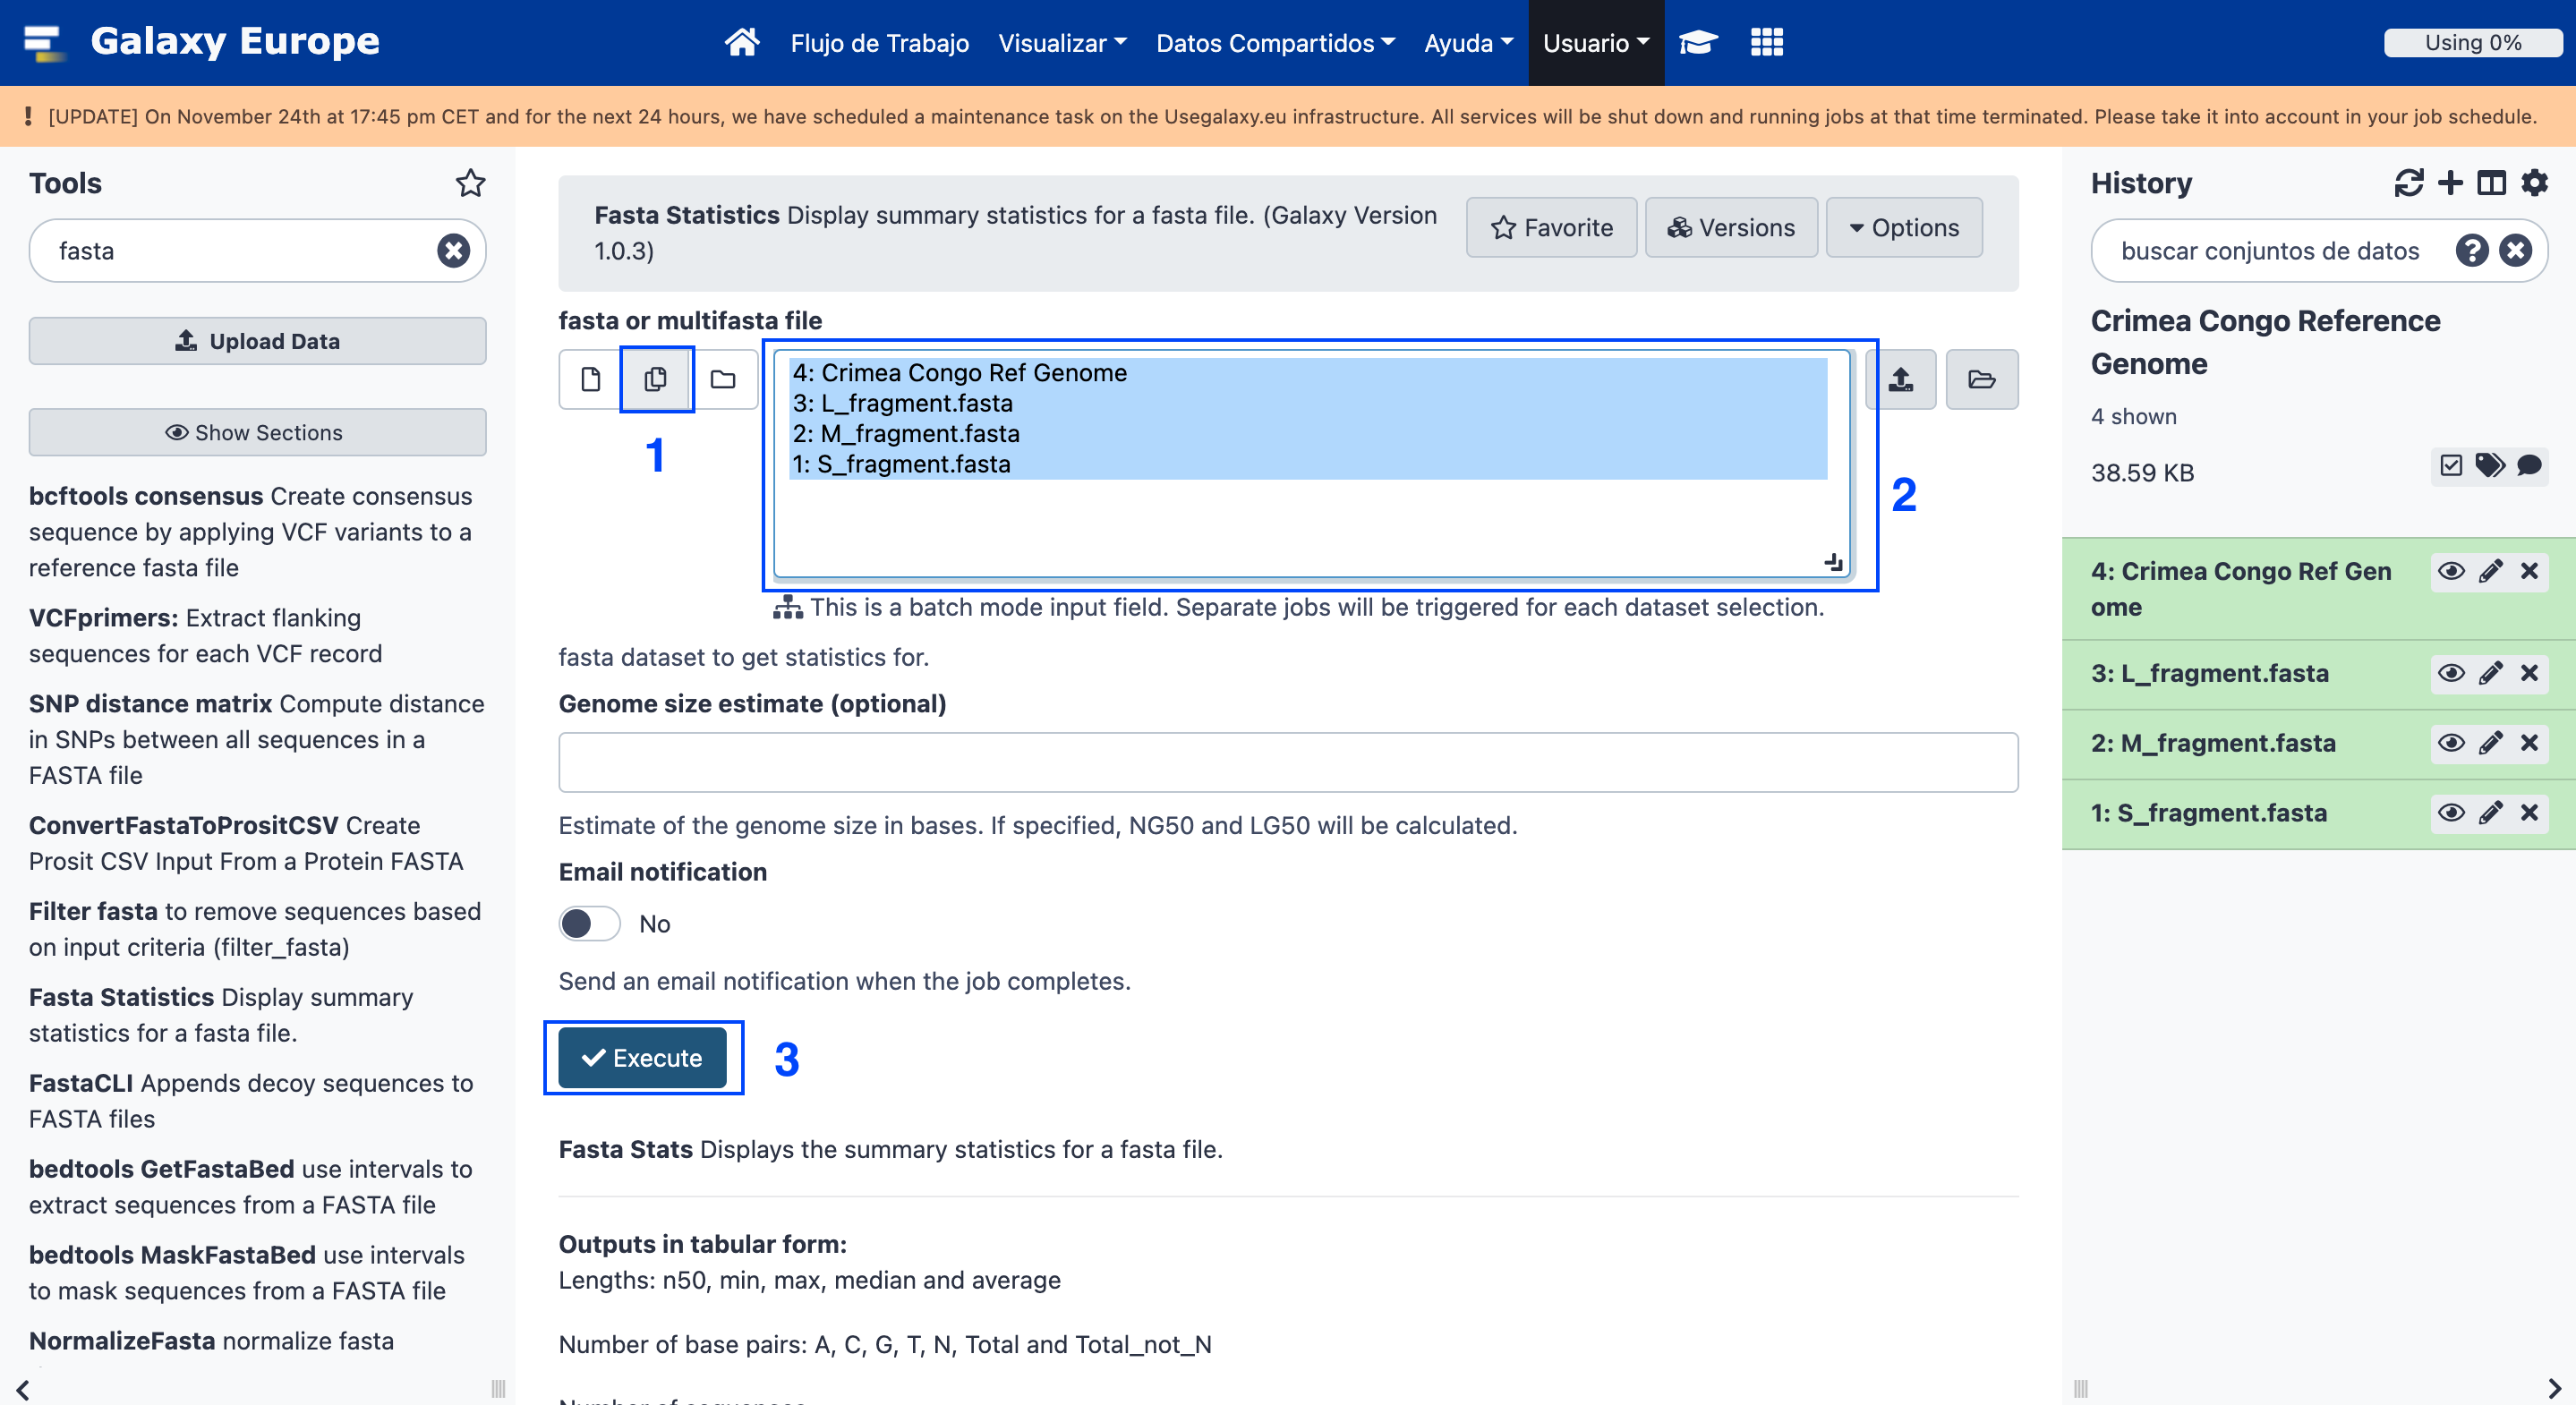 Galaxy Europe
Flujo de Trabajo
Visualizar
Datos Compartidos
Ayuda
Usuario
Using 0%
[UPDATE] On November 24th at 17:45 pm CET and for the next 24 hours, we have scheduled a maintenance task on the Usegalaxy.eu infrastructure. All services will be shut down and running jobs at that time terminated. Please take it into account in your job schedule.
Tools
fasta
Upload Data
Show Sections
bcftools consensus Create consensus
sequence by applying VCF variants to a
reference fasta file
VCFprimers: Extract flanking
sequences for each VCF record
SNP distance matrix Compute distance
in SNPs between all sequences in a
FASTA file
ConvertFastaToPrositCSV Create
Prosit CSV Input From a Protein FASTA
Filter fasta to remove sequences based
on input criteria (filter_fasta)
Fasta Statistics Display summary
statistics for a fasta file.
FastaCLI Appends decoy sequences to
FASTA files
bedtools GetFastaBed use intervals to
extract sequences from a FASTA file
bedtools MaskFastaBed use intervals
to mask sequences from a FASTA file
NormalizeFasta normalize fasta
Fasta Statistics Display summary statistics for a fasta file. (Galaxy Version
1.0.3)
Favorite
Versions
Options
fasta or multifasta file
4: Crimea Congo Ref Genome
3: L_fragment.fasta
2: M_fragment.fasta
1: S_fragment.fasta
1
2
This is a batch mode input field. Separate jobs will be triggered for each dataset selection.
fasta dataset to get statistics for.
Genome size estimate (optional)
Estimate of the genome size in bases. If specified, NG50 and LG50 will be calculated.
Email notification
No
Send an email notification when the job completes.
Execute
3
Fasta Stats Displays the summary statistics for a fasta file.
Outputs in tabular form:
Lengths: n50, min, max, median and average
Number of base pairs: A, C, G, T, N, Total and Total_not_N
Number of sequences
History
buscar conjuntos de datos
Crimea Congo Reference
Genome
4 shown
38.59 KB
4: Crimea Congo Ref Gen
ome
3: L_fragment.fasta
2: M_fragment.fasta
1: S_fragment.fasta